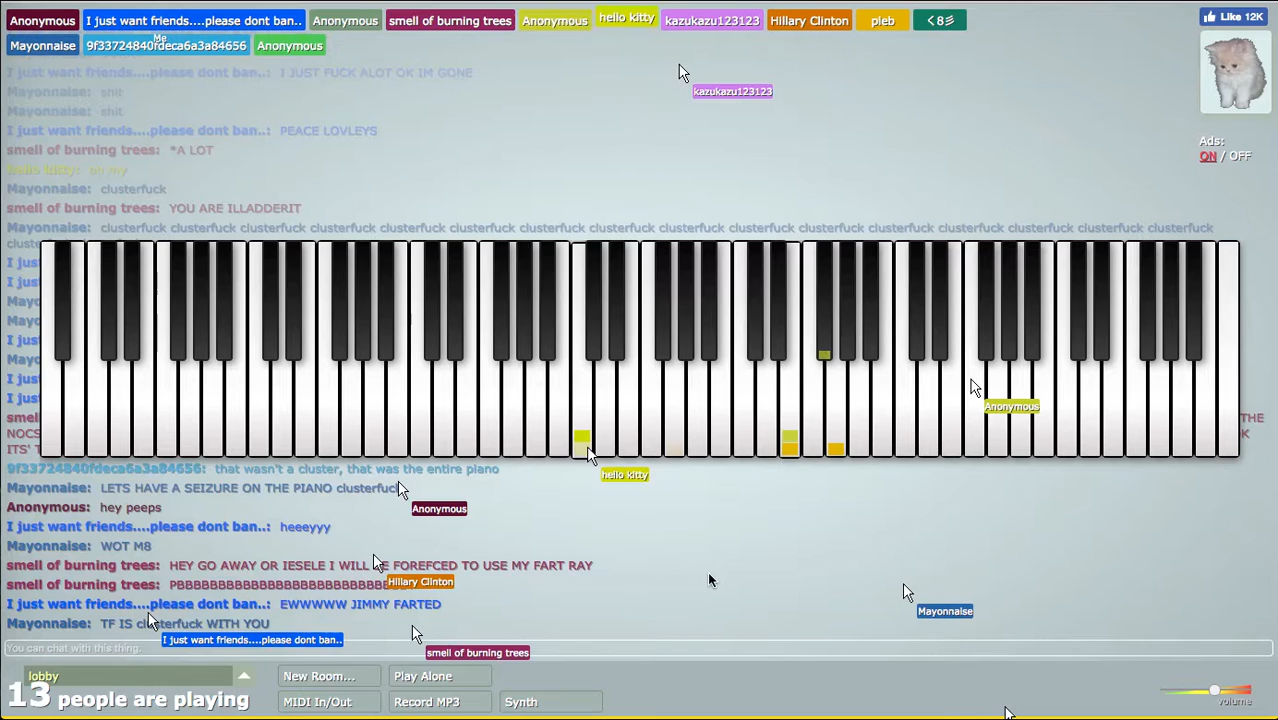 Anonymous I just want friends....please dont ban.. Anonymous smell of burning trees Anonymous hello kitty kazukazu123123 Hillary Clinton pleb Like 12K
Mayonnaise 9f33724840fdeca6a3a84656 Anonymous
Me
I just want friends....please dont ban..: I JUST FUCK ALOT OK IM GONE
Mayonnaise: shit
Mayonnaise: shit
kazukazu123123
I just want friends....please dont ban..: PEACE LOVLEYS
smell of burning trees: *A LOT
hello kitty: oh my
Ads:
ON / OFF
Mayonnaise: clusterfuck
smell of burning trees: YOU ARE ILLADDERIT
Mayonnaise: clusterfuck clusterfuck clusterfuck clusterfuck clusterfuck clusterfuck clusterfuck clusterfuck clusterfuck clusterfuck clusterfuck clusterfuck clusterfuck clusterfuck clusterfuck clusterfuck
Anonymous
THE
9f33724840fdeca6a3a84656: that wasn't a cluster, that was the entire piano
hello kitty
Mayonnaise: LETS HAVE A SEIZURE ON THE PIANO clusterfuck
Anonymous: hey peeps
Anonymous
I just want friends....please dont ban..: heeeyyy
Mayonnaise: WOT M8
smell of burning trees: HEY GO AWAY OR IESELE I WILL BE FOREFCED TO USE MY FART RAY
Hillary Clinton
I just want friends....please dont ban..: EWWWWW JIMMY FARTED
Mayonnaise
Mayonnaise: TF IS clusterfuck WITH YOU
I just want friends....please dont ban..
You can chat with this thing.
smell of burning trees
lobby New Room... Play Alone
13 people are playing MIDI In/Out Record MP3 Synth volume